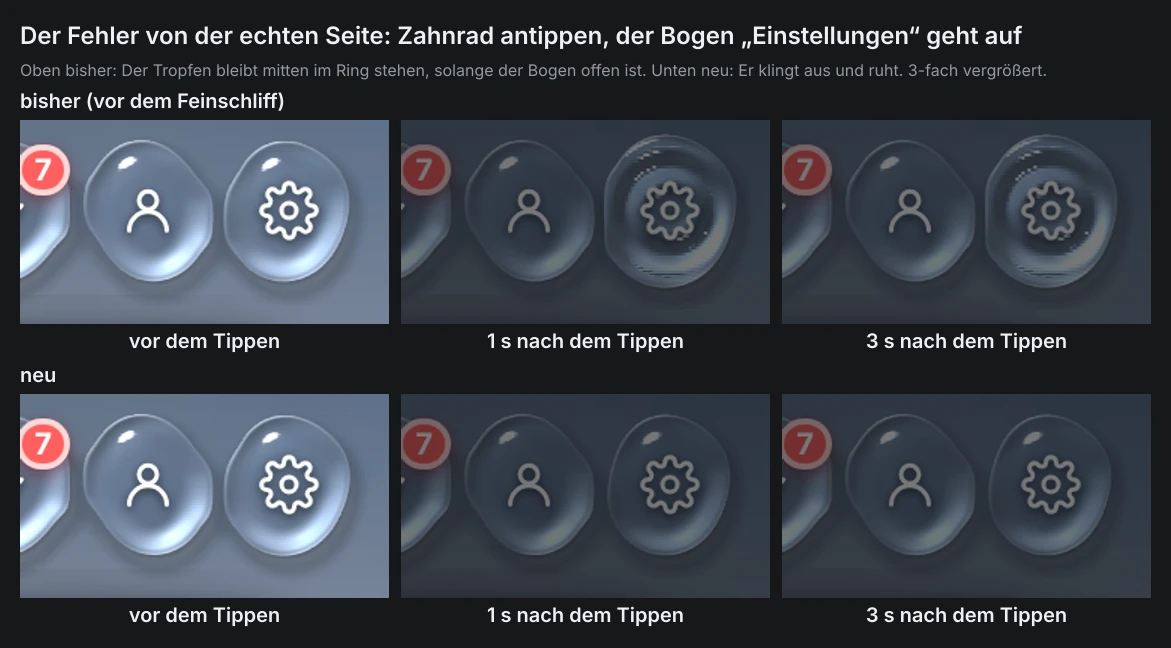 Der Fehler von der echten Seite: Zahnrad antippen, der Bogen „Einstellungen“ geht auf
Oben bisher: Der Tropfen bleibt mitten im Ring stehen, solange der Bogen offen ist. Unten neu: Er klingt aus und ruht. 3-fach vergrößert.
bisher (vor dem Feinschliff)
7 7 7
vor dem Tippen 1 s nach dem Tippen 3 s nach dem Tippen
neu
7 7 7
vor dem Tippen 1 s nach dem Tippen 3 s nach dem Tippen